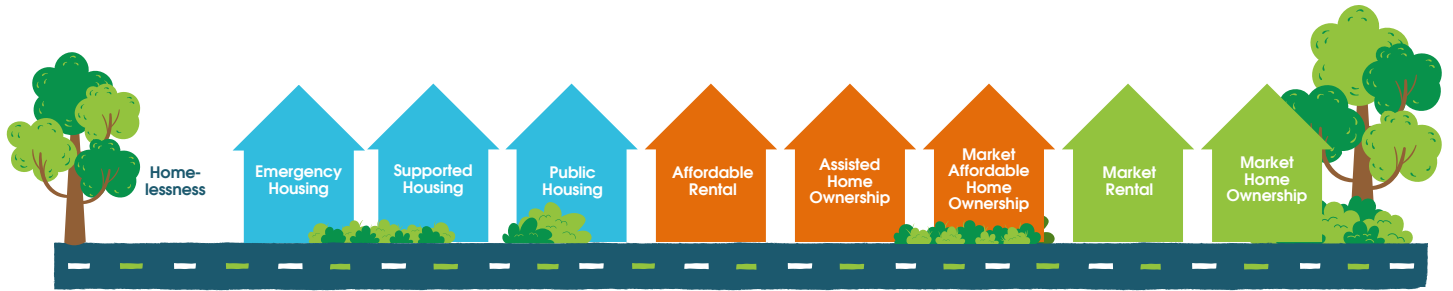 Home-
lessness
Emergency
Housing
Supported
Housing
Public
Housing
Affordable
Rental
Assisted
Home
Ownership
Market
Affordable
Home
Ownership
Market
Rental
Market
Home
Ownership